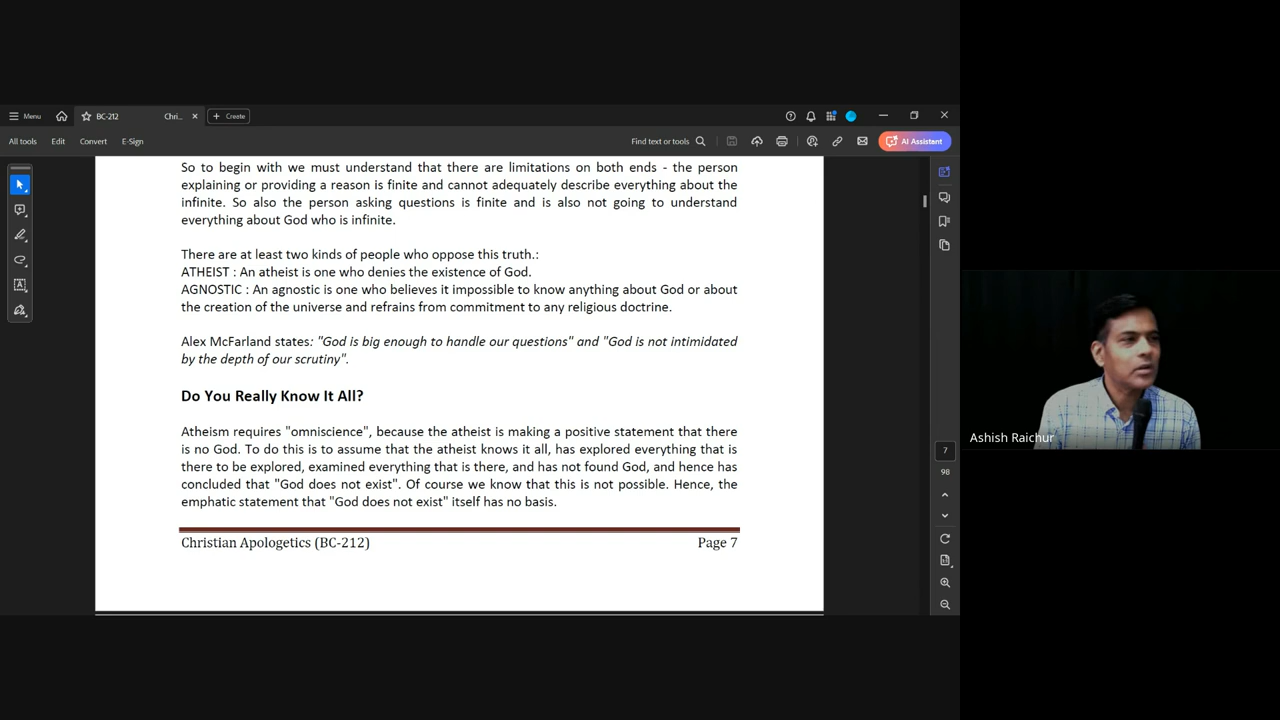 Menu
BC-212
Chri...
Create
All tools
Edit
Convert
E-Sign
Find text or tools
AI Assistant
So to begin with we must understand that there are limitations on both ends - the person
explaining or providing a reason is finite and cannot adequately describe everything about the
infinite. So also the person asking questions is finite and is also not going to understand
everything about God who is infinite.
There are at least two kinds of people who oppose this truth.:
ATHEIST : An atheist is one who denies the existence of God.
AGNOSTIC : An agnostic is one who believes it impossible to know anything about God or about
the creation of the universe and refrains from commitment to any religious doctrine.
Alex McFarland states: "God is big enough to handle our questions" and "God is not intimidated
by the depth of our scrutiny".
Do You Really Know It All?
Atheism requires "omniscience", because the atheist is making a positive statement that there
is no God. To do this is to assume that the atheist knows it all, has explored everything that is
there to be explored, examined everything that is there, and has not found God, and hence has
concluded that "God does not exist". Of course we know that this is not possible. Hence, the
emphatic statement that "God does not exist" itself has no basis.
Christian Apologetics (BC-212)
Page 7
7
98
Ashish Raichur